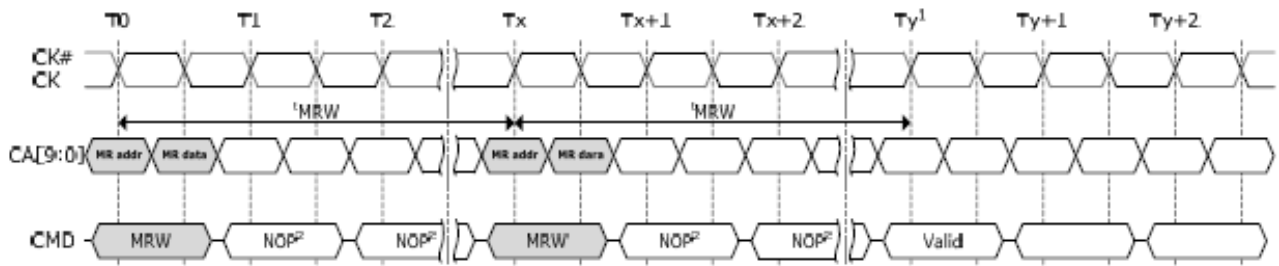 T0 T1 T2 Tx Tx+1 Tx+2 Ty¹ Ty+1 Ty+2
CK#
CK
ᵗMRW ᵗMRW
CA[9:0] MR addr MR data MR addr MR dara
CMD MRW NOP² NOP² MRW NOP² NOP² Valid